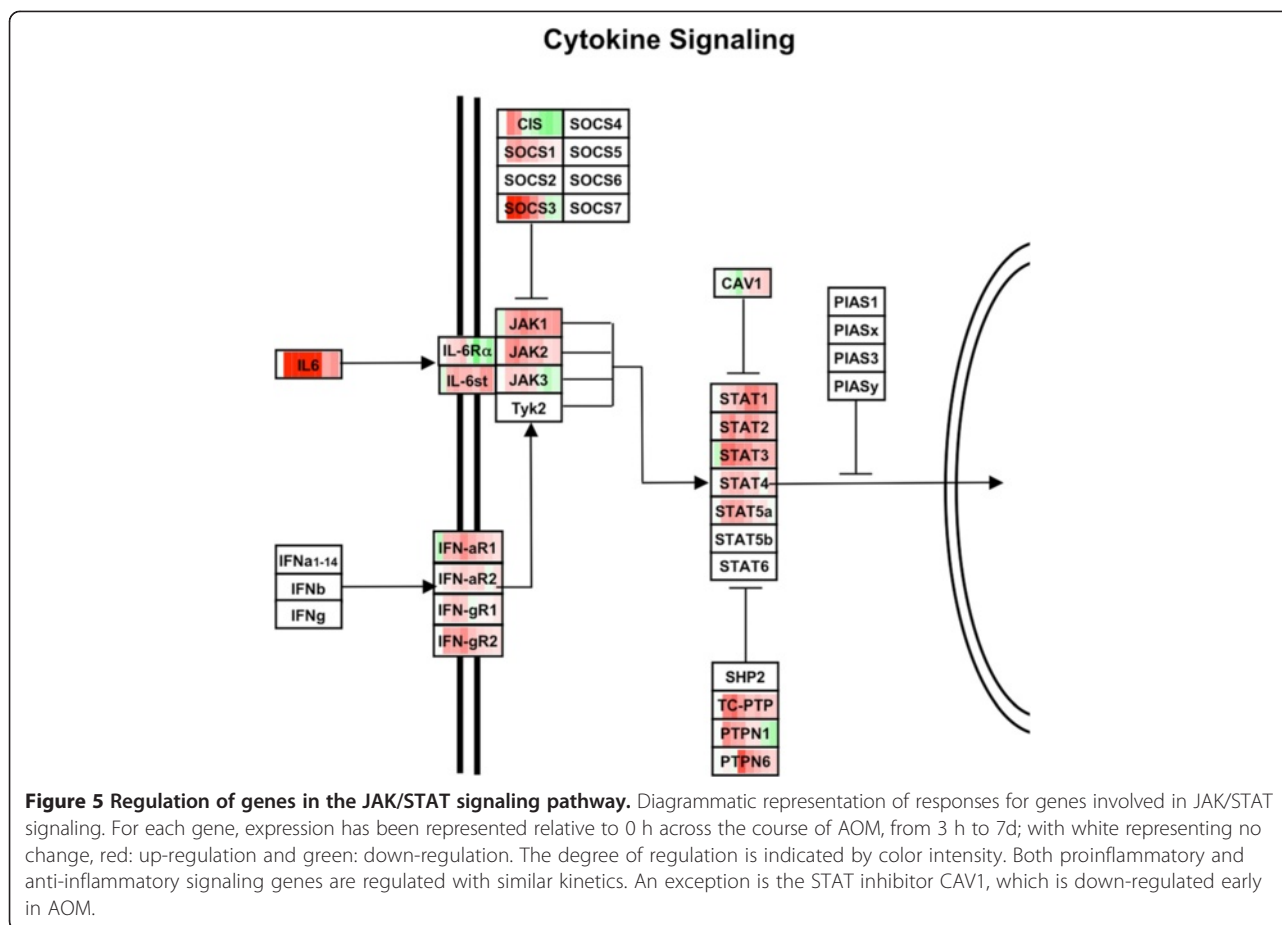 Cytokine Signaling
CIS SOCS4
SOCS1 SOCS5
SOCS2 SOCS6
SOCS3 SOCS7
CAV1
PIAS1
PIASx
PIAS3
PIASy
IL6
IL-6Rα
IL-6st
JAK1
JAK2
JAK3
Tyk2
STAT1
STAT2
STAT3
STAT4
STAT5a
STAT5b
STAT6
IFNa1-14
IFNb
IFNg
IFN-aR1
IFN-aR2
IFN-gR1
IFN-gR2
SHP2
TC-PTP
PTPN1
PTPN6
Figure 5 Regulation of genes in the JAK/STAT signaling pathway. Diagrammatic representation of responses for genes involved in JAK/STAT
signaling. For each gene, expression has been represented relative to 0 h across the course of AOM, from 3 h to 7d; with white representing no
change, red: up-regulation and green: down-regulation. The degree of regulation is indicated by color intensity. Both proinflammatory and
anti-inflammatory signaling genes are regulated with similar kinetics. An exception is the STAT inhibitor CAV1, which is down-regulated early
in AOM.